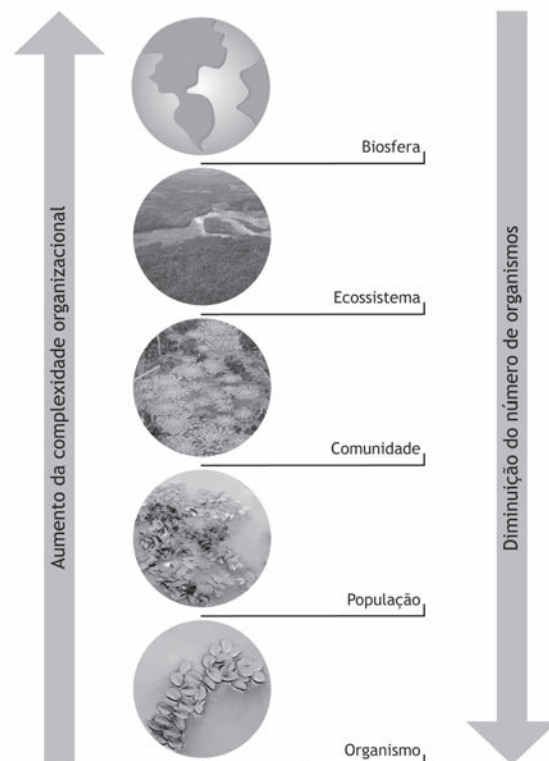 Aumento da complexidade organizacional
Biosfera
Ecossistema
Comunidade
População
Organismo
Diminuição do número de organismos